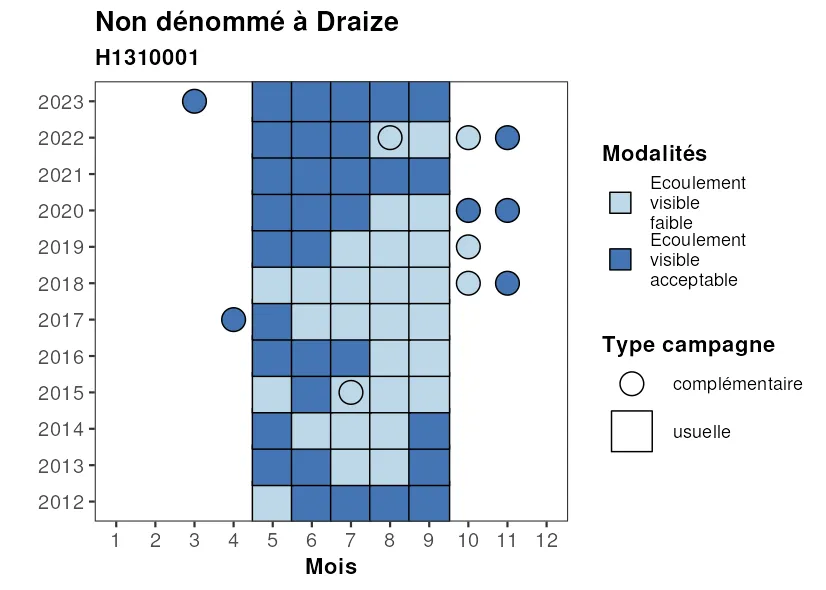 Non dénommé à Draize
H1310001
2023
2022
2021
2020
2019
2018
2017
2016
2015
2014
2013
2012
1 2 3 4 5 6 7 8 9 10 11 12
Mois
Modalités
Ecoulement
visible
faible
Ecoulement
visible
acceptable
Type campagne
complémentaire
usuelle